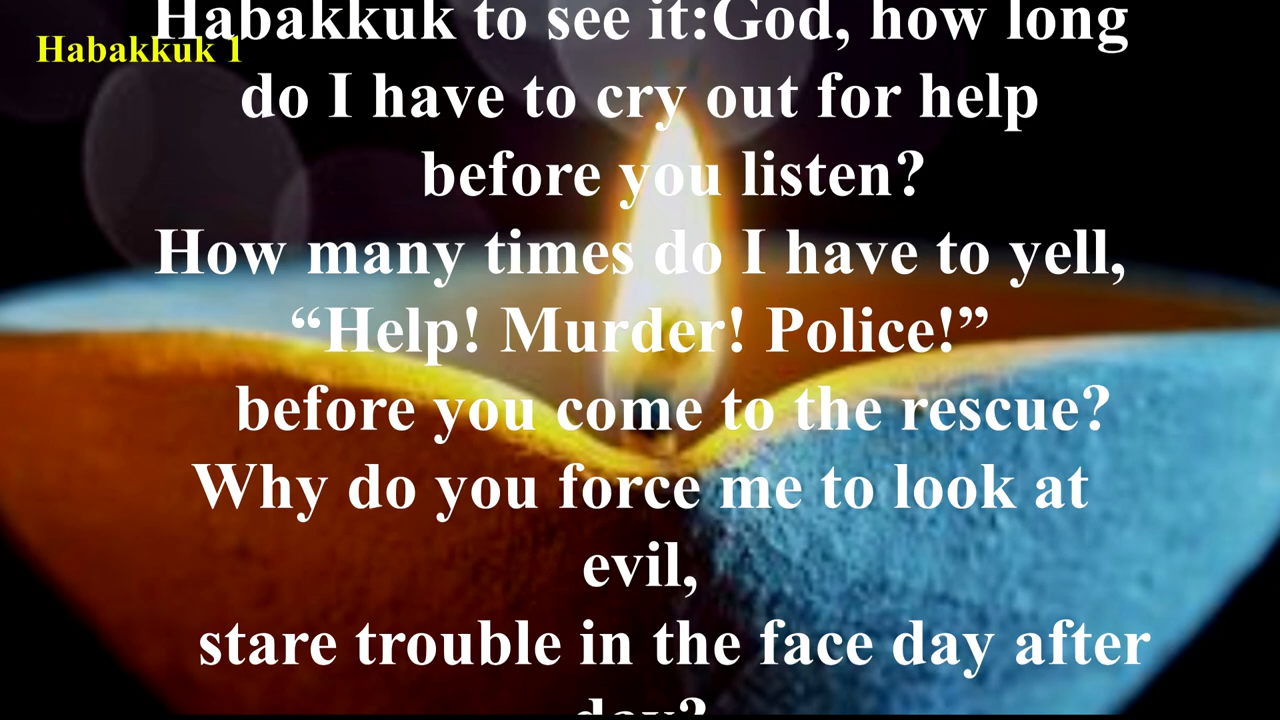 Habakkuk to see it:God, how long
Habakkuk 1
do I have to cry out for help
before you listen?
How many times do I have to yell,
“Help! Murder! Police!”
before you come to the rescue?
Why do you force me to look at
evil,
stare trouble in the face day after
day?